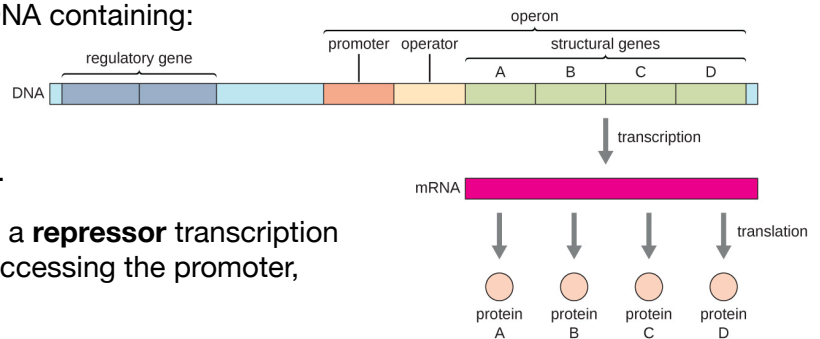 NA containing:
operon
promoter operator structural genes
regulatory gene
A B C D
DNA
transcription
mRNA
a repressor transcription
translation
ccessing the promoter,
protein protein protein protein
A B C D